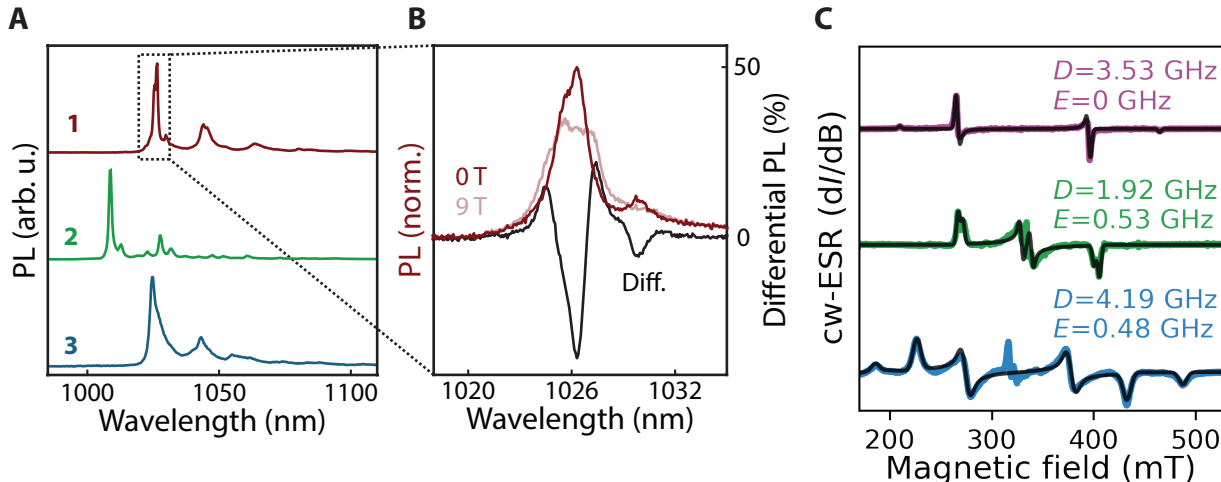 A
PL (arb. u.)
1
2
3
1000
1050
1100
Wavelength (nm)
B
PL (norm.)
0 T
9 T
Diff.
50
0
Differential PL (%)
1020
1026
1032
Wavelength (nm)
C
cw-ESR (dI/dB)
D=3.53 GHz
E=0 GHz
D=1.92 GHz
E=0.53 GHz
D=4.19 GHz
E=0.48 GHz
200
300
400
500
Magnetic field (mT)